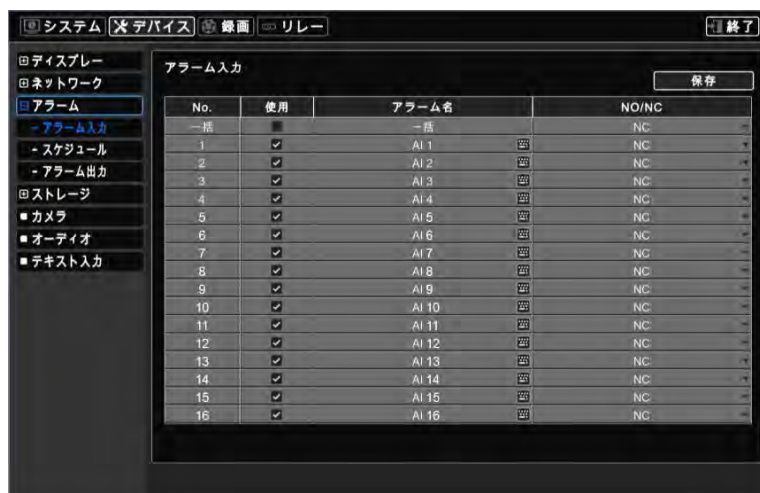 システム デバイス 録画 リレー 終了
ディスプレー
ネットワーク
アラーム
- アラーム入力
- スケジュール
- アラーム出力
ストレージ
カメラ
オーディオ
テキスト入力
アラーム入力
保存
No. 使用 アラーム名 NO/NC
一括 一括 NC
1 AI 1 NC
2 AI 2 NC
3 AI 3 NC
4 AI 4 NC
5 AI 5 NC
6 AI 6 NC
7 AI 7 NC
8 AI 8 NC
9 AI 9 NC
10 AI 10 NC
11 AI 11 NC
12 AI 12 NC
13 AI 13 NC
14 AI 14 NC
15 AI 15 NC
16 AI 16 NC